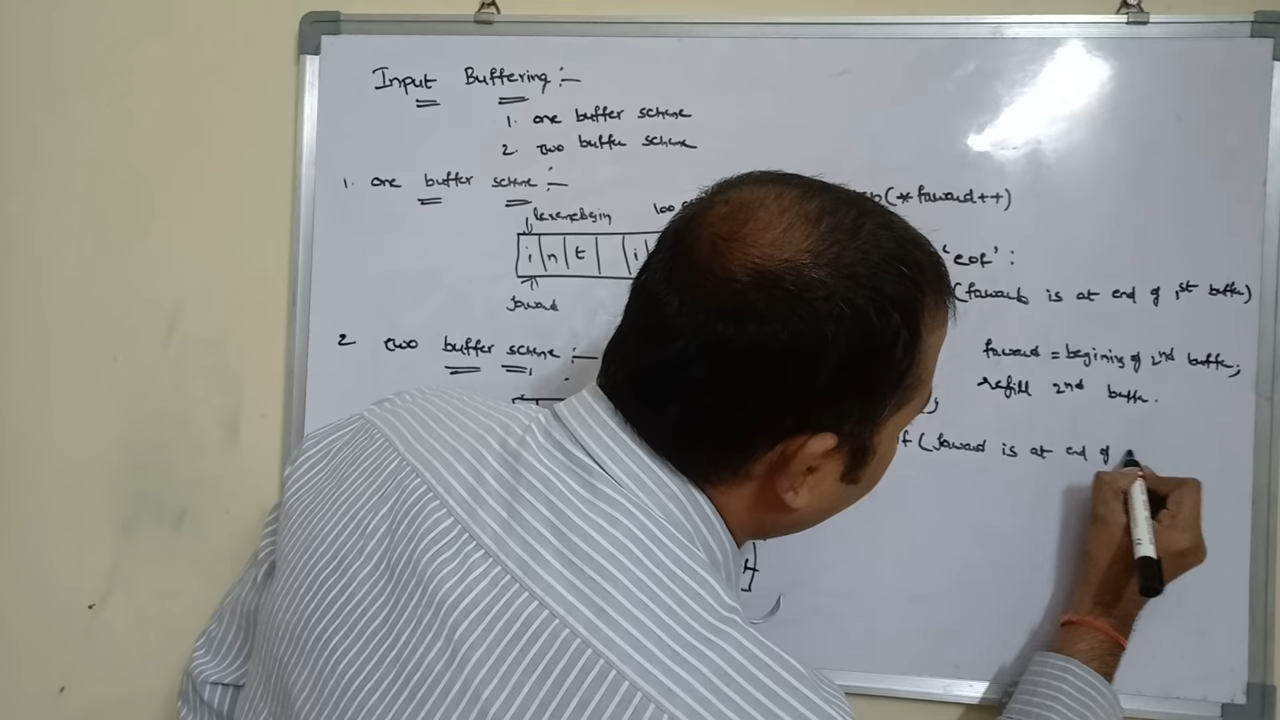 Input Buffering :-
1. one buffer scheme
2. two buffer scheme
1. one buffer scheme :-
lexemebegin 100
i n t i
forward
2 two buffer scheme :-
(*forward++)
'eof' :
(forward is at end of 1st buffer)
forward = begining of 2nd buffer;
refill 2nd buffer.
}
if (forward is at end of